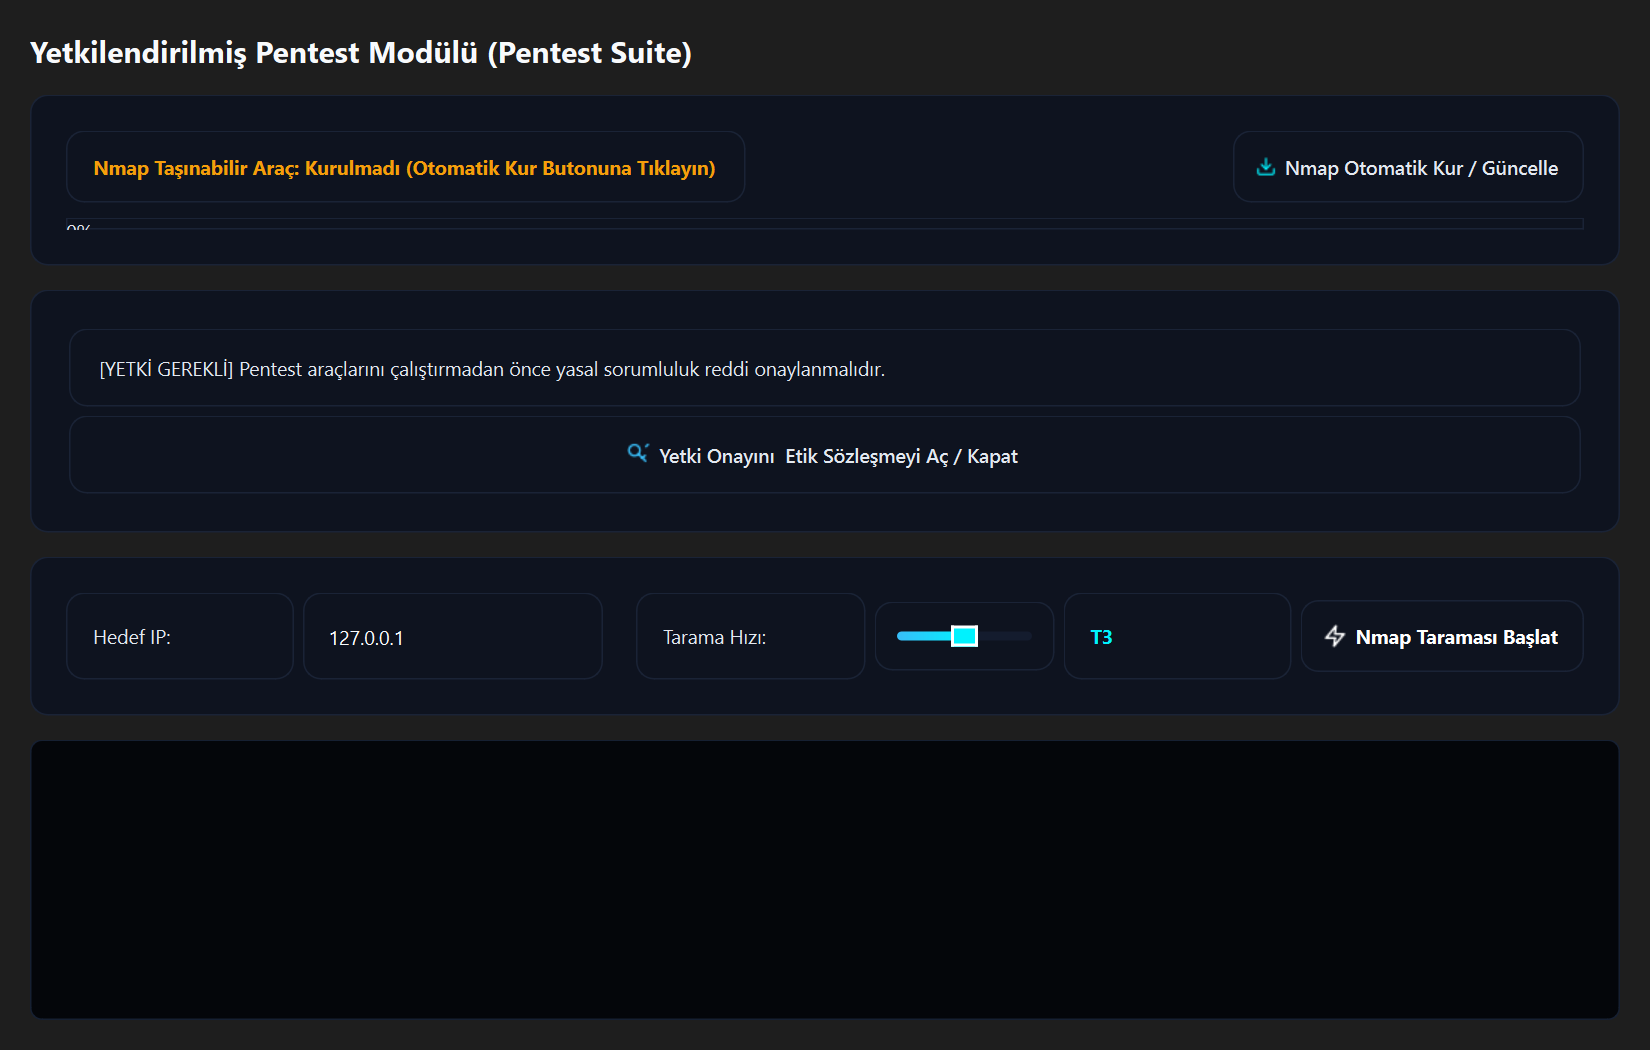 Yetkilendirilmiş Pentest Modülü (Pentest Suite)
Nmap Taşınabilir Araç: Kurulmadı (Otomatik Kur Butonuna Tıklayın)
Nmap Otomatik Kur / Güncelle
0%
[YETKİ GEREKLİ] Pentest araçlarını çalıştırmadan önce yasal sorumluluk reddi onaylanmalıdır.
Yetki Onayını  Etik Sözleşmeyi Aç / Kapat
Hedef IP:
127.0.0.1
Tarama Hızı:
T3
Nmap Taraması Başlat